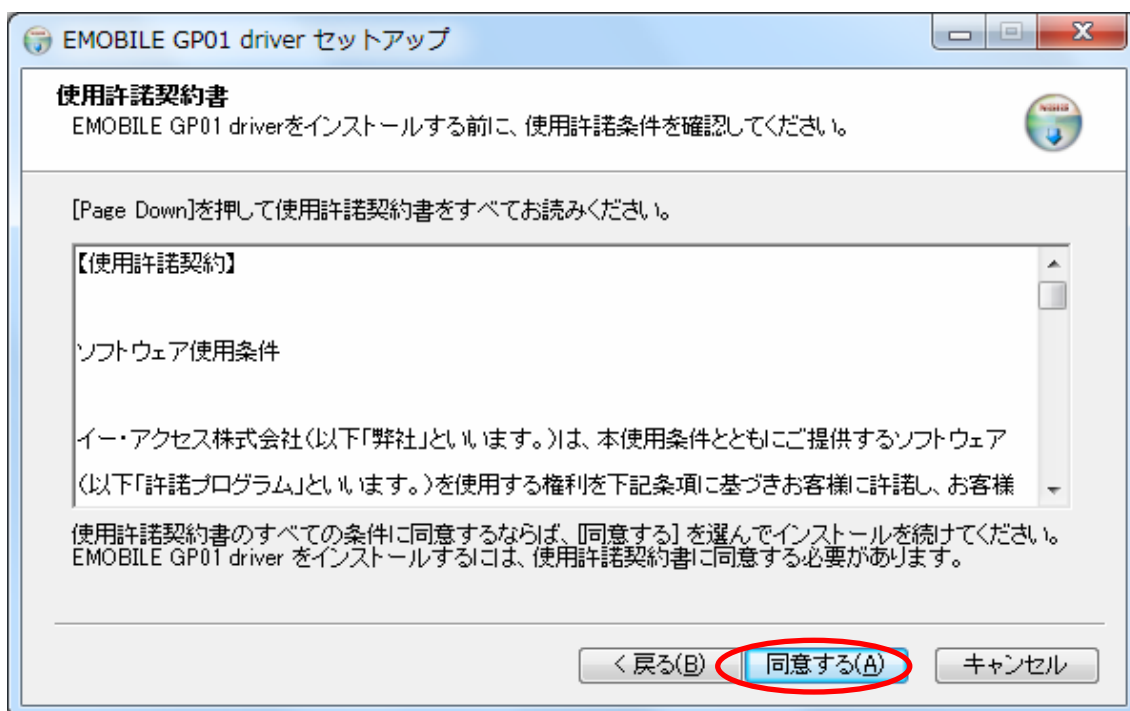 EMOBILE GP01 driver セットアップ
使用許諾契約書
EMOBILE GP01 driverをインストールする前に、使用許諾条件を確認してください。
[Page Down]を押して使用許諾契約書をすべてお読みください。
【使用許諾契約】
ソフトウェア使用条件
イー・アクセス株式会社(以下「弊社」といいます。)は、本使用条件とともにご提供するソフトウェア
(以下「許諾プログラム」といいます。)を使用する権利を下記条項に基づきお客様に許諾し、お客様
使用許諾契約書のすべての条件に同意するならば、[同意する] を選んでインストールを続けてください。
EMOBILE GP01 driver をインストールするには、使用許諾契約書に同意する必要があります。
< 戻る(B) 同意する(A) キャンセル